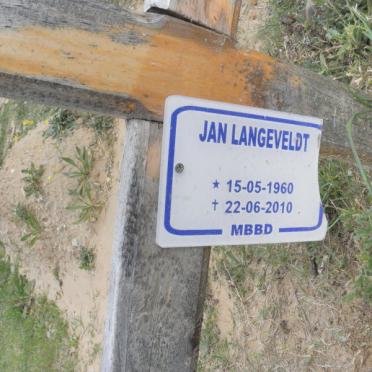 JAN LANGEVELDT
★ 15-05-1960
† 22-06-2010
MBBD